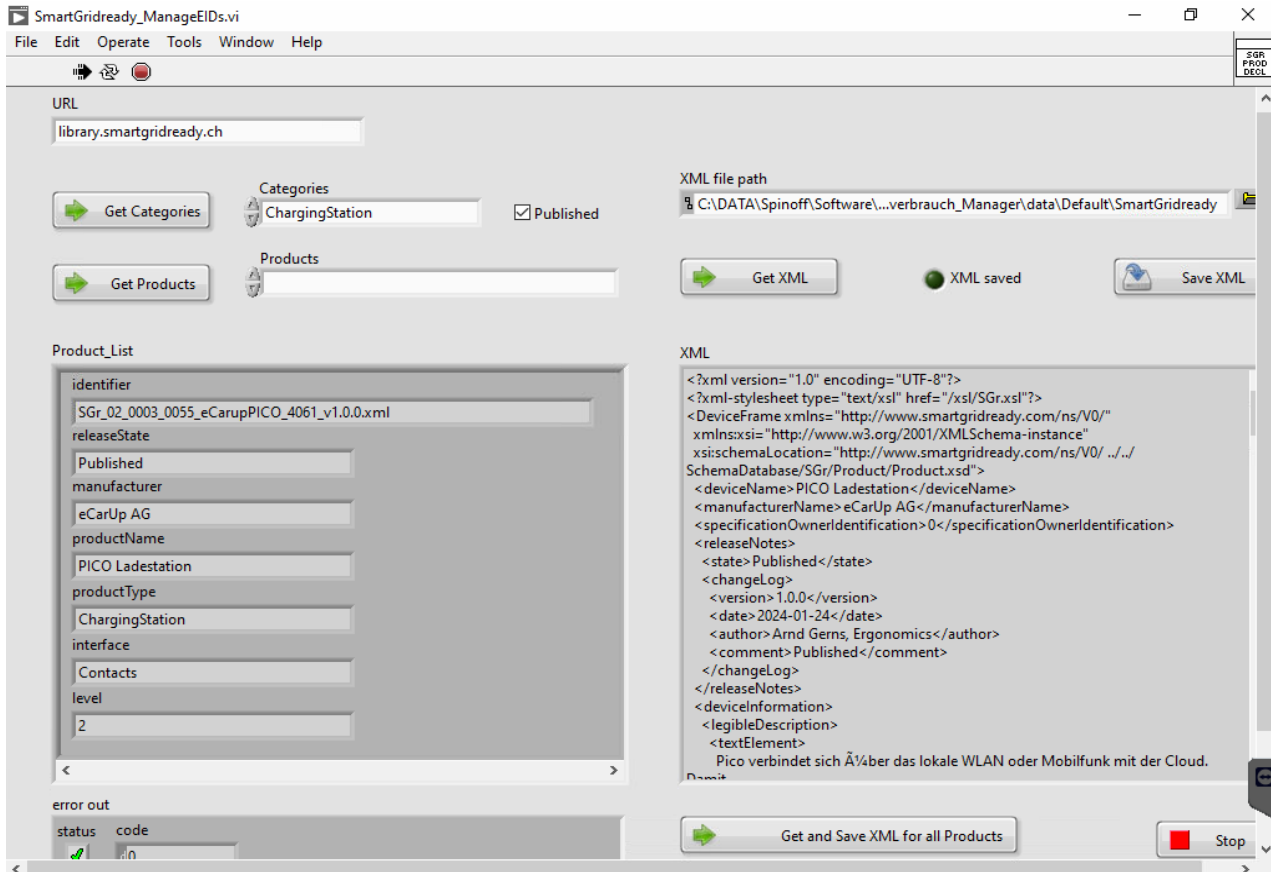 SmartGridready_ManageEIDs.vi
File Edit Operate Tools Window Help
SGR
PROD
DECL
URL
library.smartgridready.ch
Get Categories
Categories
ChargingStation
Published
Get Products
Products
XML file path
C:\DATA\Spinoff\Software\...verbrauch_Manager\data\Default\SmartGridready
Get XML
XML saved
Save XML
Product_List
identifier
SGr_02_0003_0055_eCarupPICO_4061_v1.0.0.xml
releaseState
Published
manufacturer
eCarUp AG
productName
PICO Ladestation
productType
ChargingStation
interface
Contacts
level
2
XML
<?xml version="1.0" encoding="UTF-8"?>
<?xml-stylesheet type="text/xsl" href="/xsl/SGr.xsl"?>
<DeviceFrame xmlns="http://www.smartgridready.com/ns/V0/"
xmlns:xsi="http://www.w3.org/2001/XMLSchema-instance"
xsi:schemaLocation="http://www.smartgridready.com/ns/V0/ ../../
SchemaDatabase/SGr/Product/Product.xsd">
<deviceName>PICO Ladestation</deviceName>
<manufacturerName>eCarUp AG</manufacturerName>
<specificationOwnerIdentification>0</specificationOwnerIdentification>
<releaseNotes>
<state>Published</state>
<changeLog>
<version>1.0.0</version>
<date>2024-01-24</date>
<author>Arnd Gerns, Ergonomics</author>
<comment>Published</comment>
</changeLog>
</releaseNotes>
<deviceInformation>
<legibleDescription>
<textElement>
Pico verbindet sich Ã¼ber das lokale WLAN oder Mobilfunk mit der Cloud.
Damit
error out
status code
d0
Get and Save XML for all Products
Stop